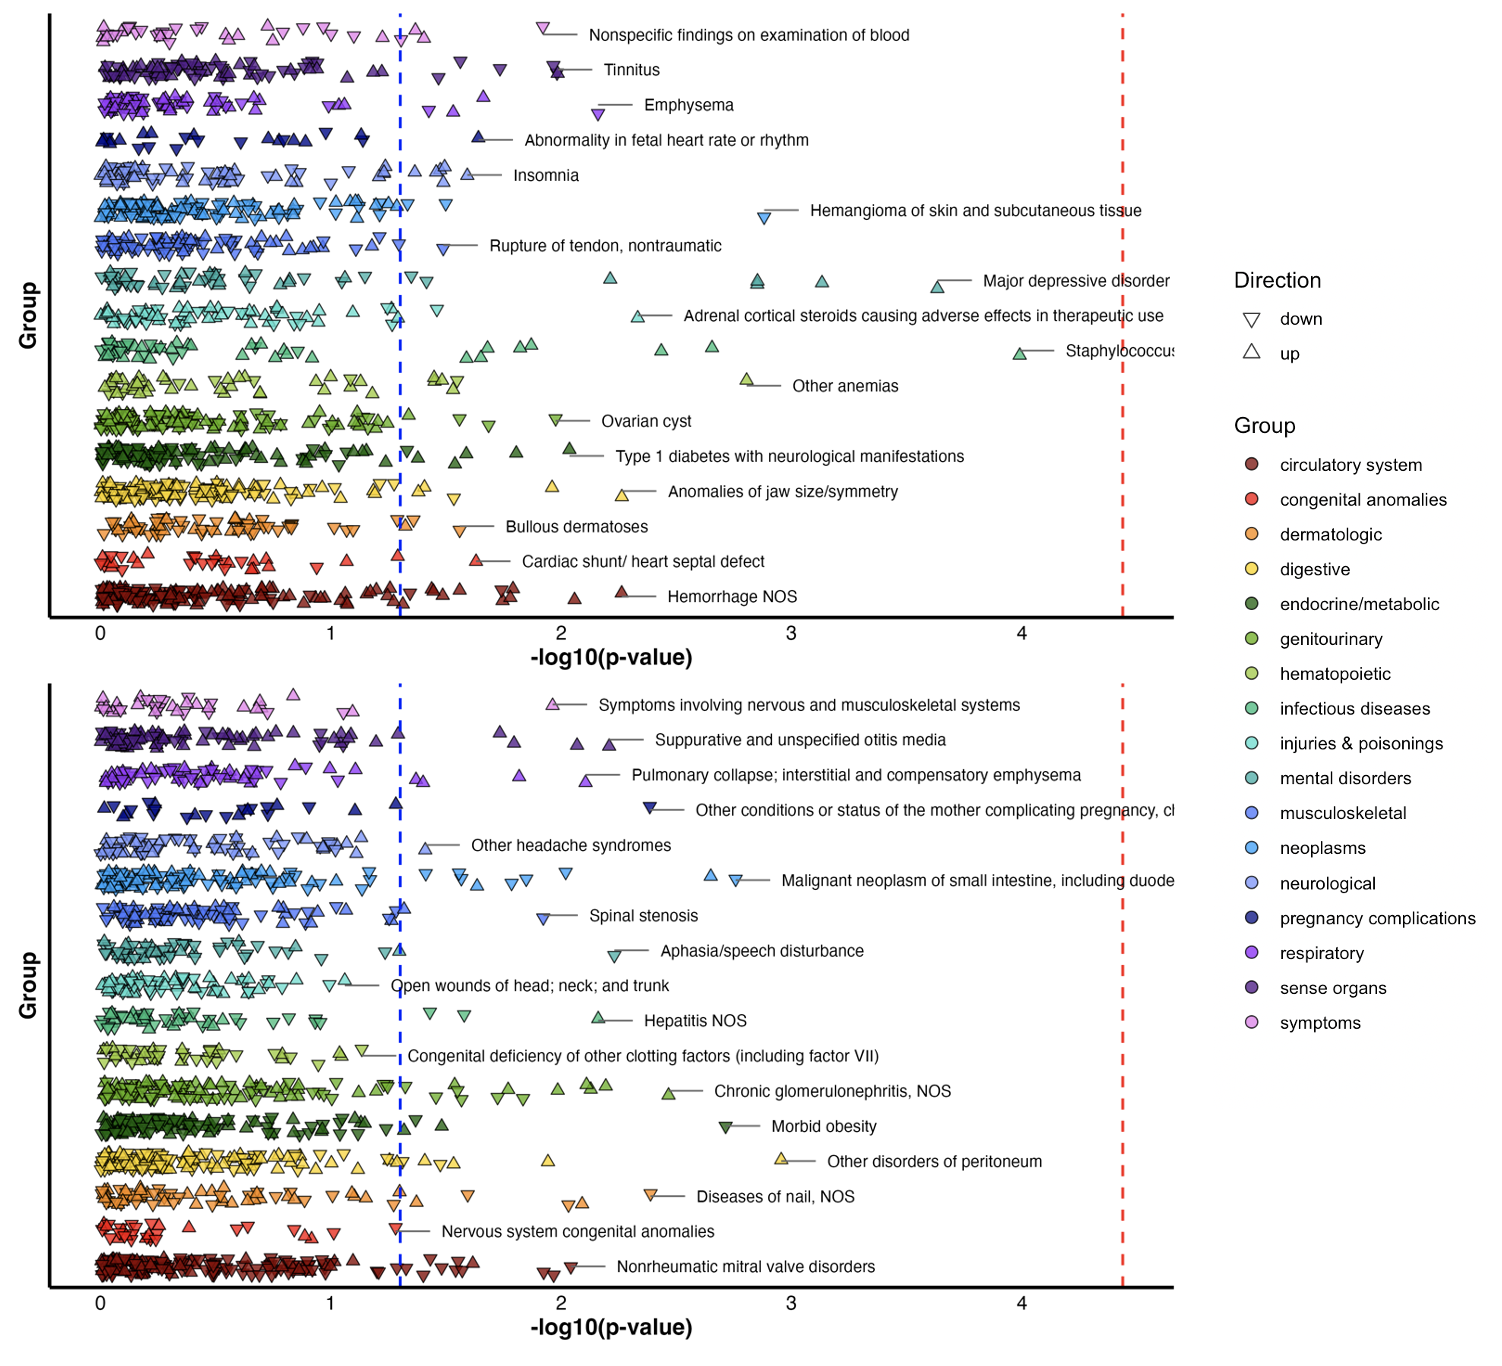 Group
Nonspecific findings on examination of blood
Tinnitus
Emphysema
Abnormality in fetal heart rate or rhythm
Insomnia
Hemangioma of skin and subcutaneous tissue
Rupture of tendon, nontraumatic
Major depressive disorder
Adrenal cortical steroids causing adverse effects in therapeutic use
Staphylococcus
Other anemias
Ovarian cyst
Type 1 diabetes with neurological manifestations
Anomalies of jaw size/symmetry
Bullous dermatoses
Cardiac shunt/ heart septal defect
Hemorrhage NOS
0 1 2 3 4
-log10(p-value)
Group
Symptoms involving nervous and musculoskeletal systems
Suppurative and unspecified otitis media
Pulmonary collapse; interstitial and compensatory emphysema
Other conditions or status of the mother complicating pregnancy, cl
Other headache syndromes
Malignant neoplasm of small intestine, including duode
Spinal stenosis
Aphasia/speech disturbance
Open wounds of head; neck; and trunk
Hepatitis NOS
Congenital deficiency of other clotting factors (including factor VII)
Chronic glomerulonephritis, NOS
Morbid obesity
Other disorders of peritoneum
Diseases of nail, NOS
Nervous system congenital anomalies
Nonrheumatic mitral valve disorders
0 1 2 3 4
-log10(p-value)
Direction
down
up
Group
circulatory system
congenital anomalies
dermatologic
digestive
endocrine/metabolic
genitourinary
hematopoietic
infectious diseases
injuries & poisonings
mental disorders
musculoskeletal
neoplasms
neurological
pregnancy complications
respiratory
sense organs
symptoms